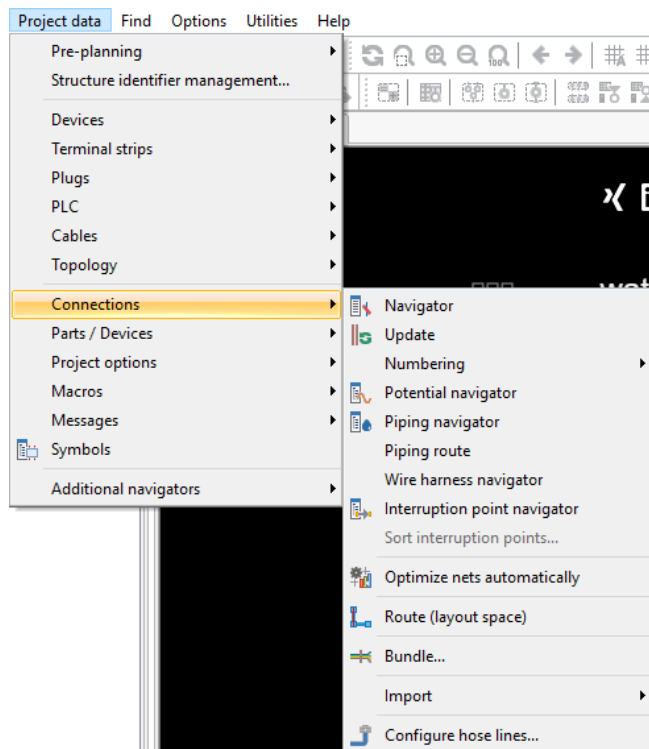 Project data Find Options Utilities Help
Pre-planning
Structure identifier management...
Devices
Terminal strips
Plugs
PLC
Cables
Topology
Connections
Parts / Devices
Project options
Macros
Messages
Symbols
Additional navigators
Navigator
Update
Numbering
Potential navigator
Piping navigator
Piping route
Wire harness navigator
Interruption point navigator
Sort interruption points...
Optimize nets automatically
Route (layout space)
Bundle...
Import
Configure hose lines...